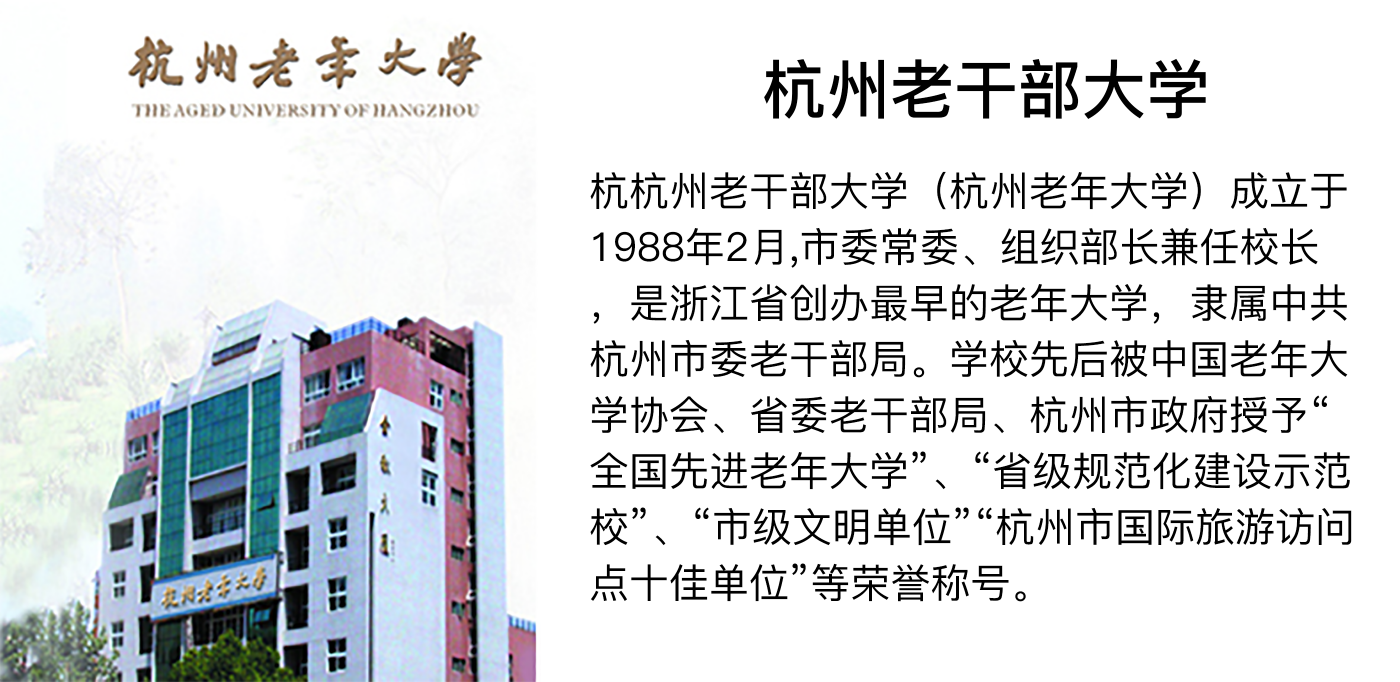 杭州老年大學
THE AGED UNIVERSITY OF HANGZHOU
杭州老年大學
杭州老干部大学
杭杭州老干部大学（杭州老年大学）成立于
1988年2月,市委常委、组织部长兼任校长
，是浙江省创办最早的老年大学，隶属中共
杭州市委老干部局。学校先后被中国老年大
学协会、省委老干部局、杭州市政府授予“
全国先进老年大学”、“省级规范化建设示范
校”、“市级文明单位”“杭州市国际旅游访问
点十佳单位”等荣誉称号。